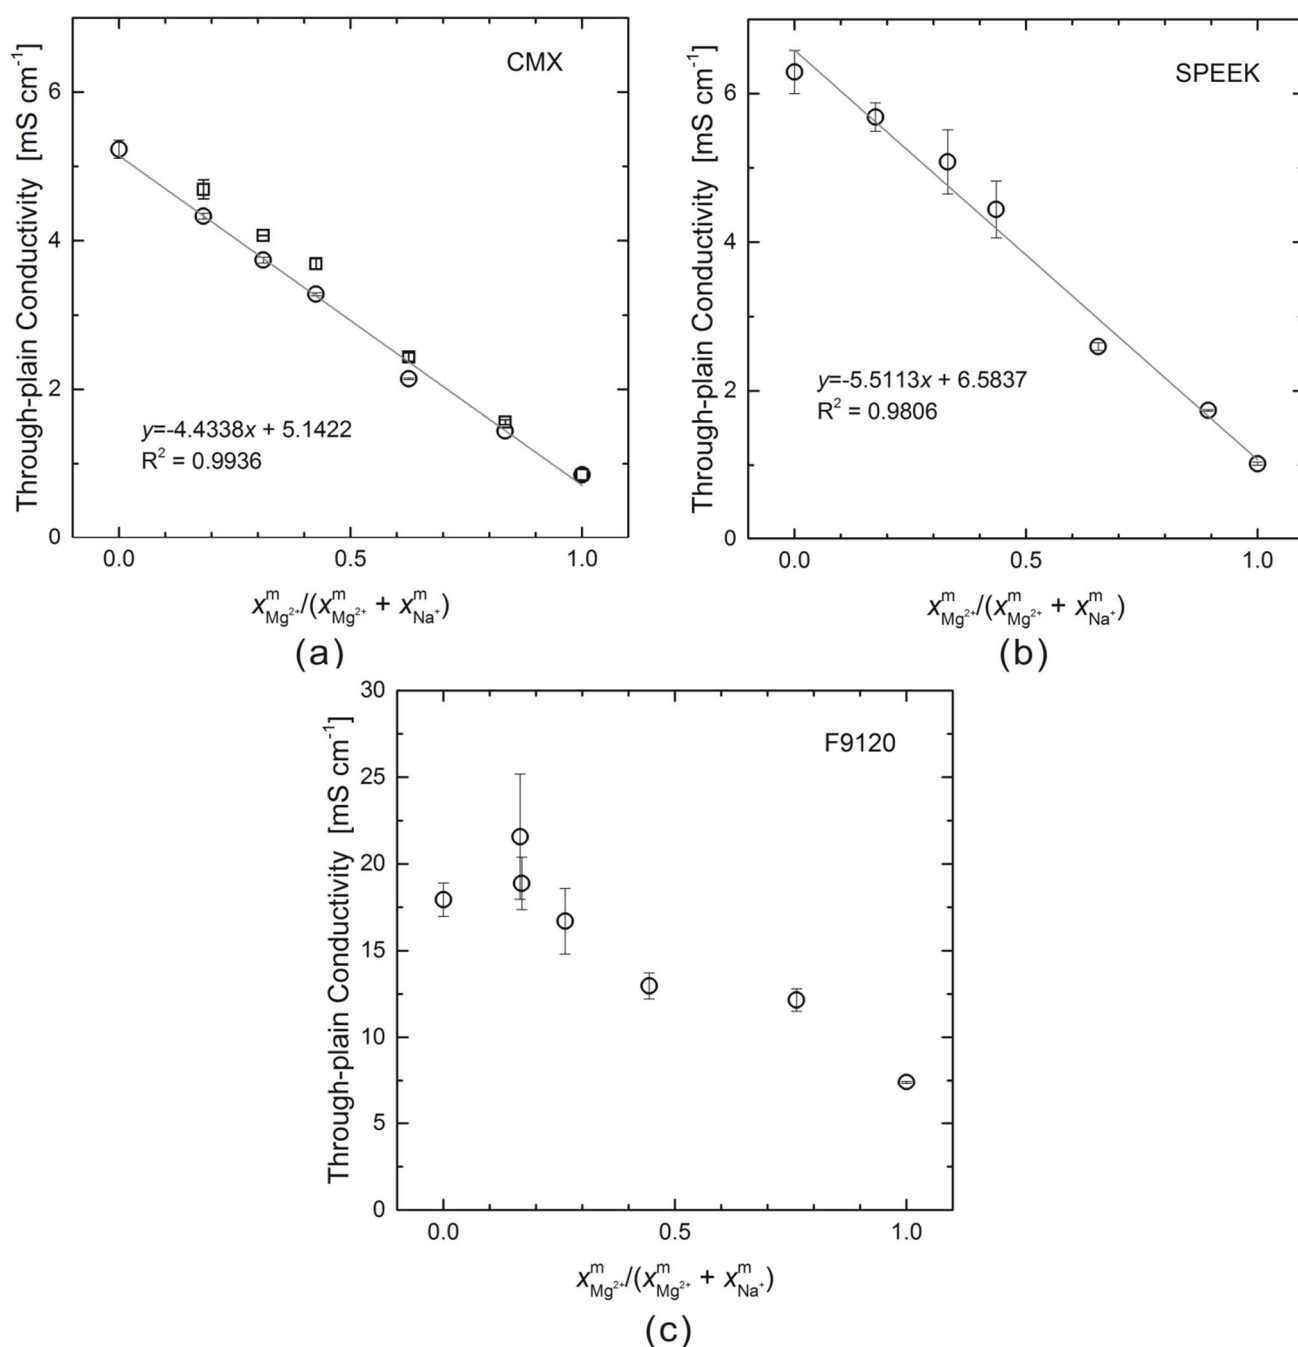 CMX
Through-plain Conductivity [mS cm⁻¹]
6
4
2
0
y=-4.4338x + 5.1422
R² = 0.9936
0.0 0.5 1.0
xᵐMg²⁺/(xᵐMg²⁺ + xᵐNa⁺)
(a)
SPEEK
Through-plain Conductivity [mS cm⁻¹]
6
4
2
0
y=-5.5113x + 6.5837
R² = 0.9806
0.0 0.5 1.0
xᵐMg²⁺/(xᵐMg²⁺ + xᵐNa⁺)
(b)
F9120
Through-plain Conductivity [mS cm⁻¹]
30
25
20
15
10
5
0
0.0 0.5 1.0
xᵐMg²⁺/(xᵐMg²⁺ + xᵐNa⁺)
(c)